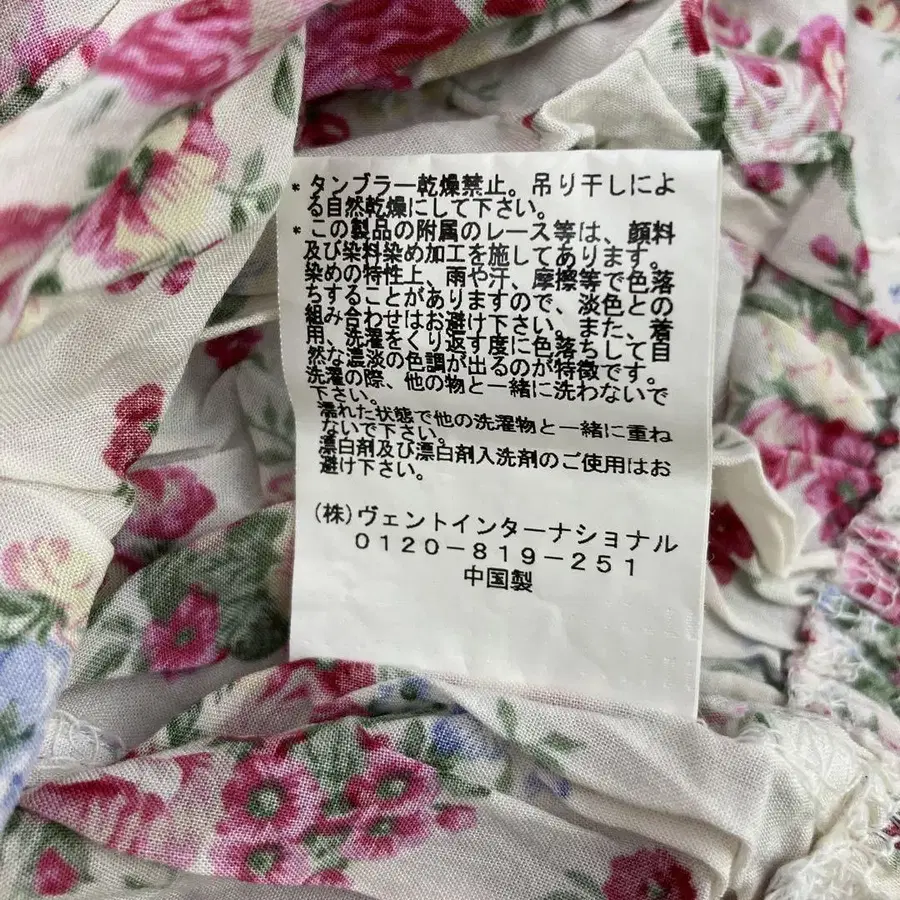 * タンブラー乾燥禁止。吊り干しによ
る自然乾燥にして下さい。
* この製品の附属のレース等は、顔料
及び染料染め加工を施してあります。
染めの特性上、雨や汗、摩擦等で色落
ちすることがありますので、淡色との
組み合わせはお避け下さい。また、着
用、洗濯をくり返す度に色落ちして自
然な濃淡の色調が出るのが特徴です。
洗濯の際、他の物と一緒に洗わないで
下さい。
濡れた状態で他の洗濯物と一緒に重ね
ないで下さい。
漂白剤及び漂白剤入洗剤のご使用はお
避け下さい。
(株)ヴェントインターナショナル
0120-819-251
中国製